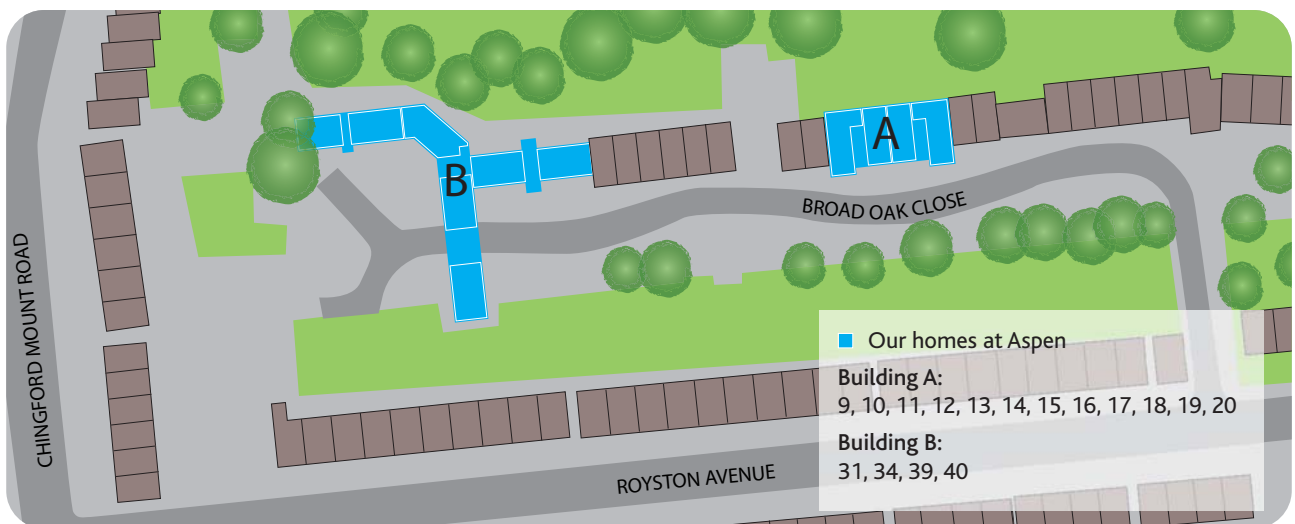 A
B
BROAD OAK CLOSE
CHINGFORD MOUNT ROAD
ROYSTON AVENUE
Our homes at Aspen
Building A:
9, 10, 11, 12, 13, 14, 15, 16, 17, 18, 19, 20
Building B:
31, 34, 39, 40